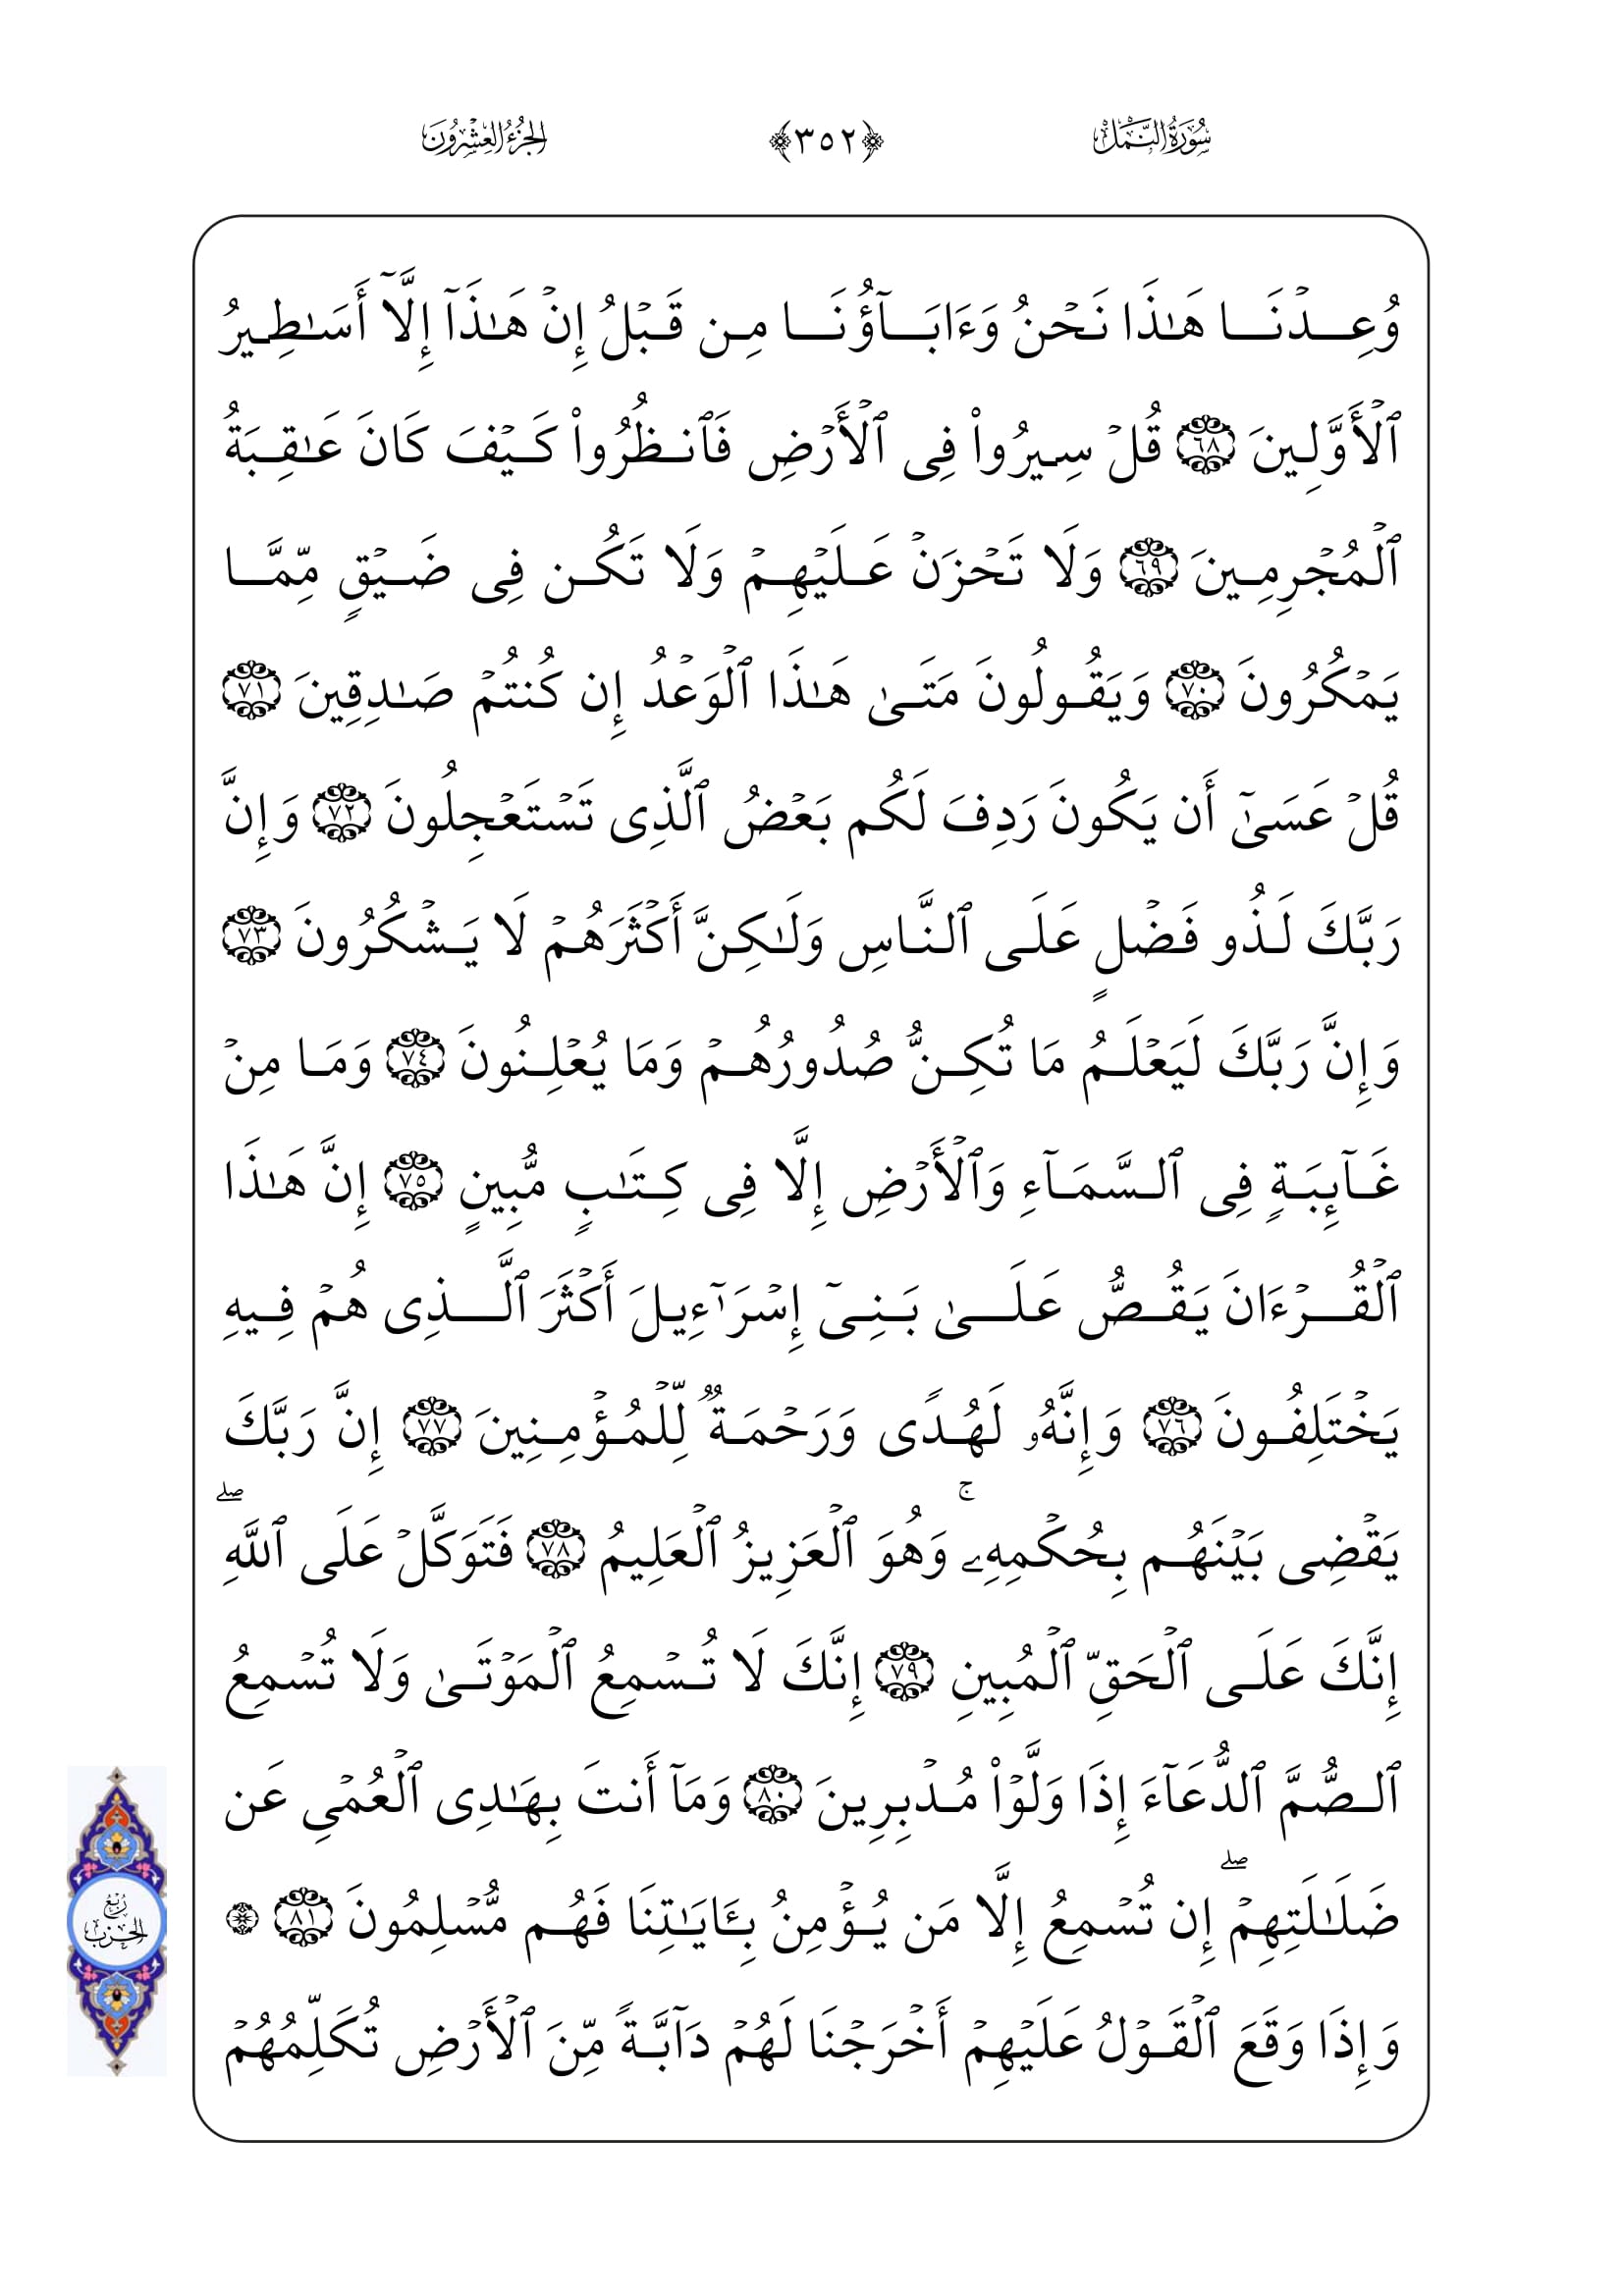 سُورَةُ النَّمْلِ
﴿٣٥٢﴾
الجُزْءُ العِشْرُونَ
وُعِدْنَا هَٰذَا نَحْنُ وَءَابَآؤُنَا مِن قَبْلُ إِنْ هَٰذَآ إِلَّآ أَسَٰطِيرُ
ٱلْأَوَّلِينَ ٦٨ قُلْ سِيرُوا۟ فِى ٱلْأَرْضِ فَٱنظُرُوا۟ كَيْفَ كَانَ عَٰقِبَةُ
ٱلْمُجْرِمِينَ ٦٩ وَلَا تَحْزَنْ عَلَيْهِمْ وَلَا تَكُن فِى ضَيْقٍ مِّمَّا
يَمْكُرُونَ ٧٠ وَيَقُولُونَ مَتَىٰ هَٰذَا ٱلْوَعْدُ إِن كُنتُمْ صَٰدِقِينَ ٧١
قُلْ عَسَىٰٓ أَن يَكُونَ رَدِفَ لَكُم بَعْضُ ٱلَّذِى تَسْتَعْجِلُونَ ٧٢ وَإِنَّ
رَبَّكَ لَذُو فَضْلٍ عَلَى ٱلنَّاسِ وَلَٰكِنَّ أَكْثَرَهُمْ لَا يَشْكُرُونَ ٧٣
وَإِنَّ رَبَّكَ لَيَعْلَمُ مَا تُكِنُّ صُدُورُهُمْ وَمَا يُعْلِنُونَ ٧٤ وَمَا مِنْ
غَآئِبَةٍ فِى ٱلسَّمَآءِ وَٱلْأَرْضِ إِلَّا فِى كِتَٰبٍ مُّبِينٍ ٧٥ إِنَّ هَٰذَا
ٱلْقُرْءَانَ يَقُصُّ عَلَىٰ بَنِىٓ إِسْرَٰٓءِيلَ أَكْثَرَ ٱلَّذِى هُمْ فِيهِ
يَخْتَلِفُونَ ٧٦ وَإِنَّهُۥ لَهُدًى وَرَحْمَةٌ لِّلْمُؤْمِنِينَ ٧٧ إِنَّ رَبَّكَ
يَقْضِى بَيْنَهُم بِحُكْمِهِۦ ۚ وَهُوَ ٱلْعَزِيزُ ٱلْعَلِيمُ ٧٨ فَتَوَكَّلْ عَلَى ٱللَّهِ ۖ
إِنَّكَ عَلَى ٱلْحَقِّ ٱلْمُبِينِ ٧٩ إِنَّكَ لَا تُسْمِعُ ٱلْمَوْتَىٰ وَلَا تُسْمِعُ
ٱلصُّمَّ ٱلدُّعَآءَ إِذَا وَلَّوْا۟ مُدْبِرِينَ ٨٠ وَمَآ أَنتَ بِهَٰدِى ٱلْعُمْىِ عَن
ضَلَٰلَتِهِمْ ۖ إِن تُسْمِعُ إِلَّا مَن يُؤْمِنُ بِـَٔايَٰتِنَا فَهُم مُّسْلِمُونَ ٨١ ۞
وَإِذَا وَقَعَ ٱلْقَوْلُ عَلَيْهِمْ أَخْرَجْنَا لَهُمْ دَآبَّةً مِّنَ ٱلْأَرْضِ تُكَلِّمُهُمْ
رُبْعُ
الحِزْبِ